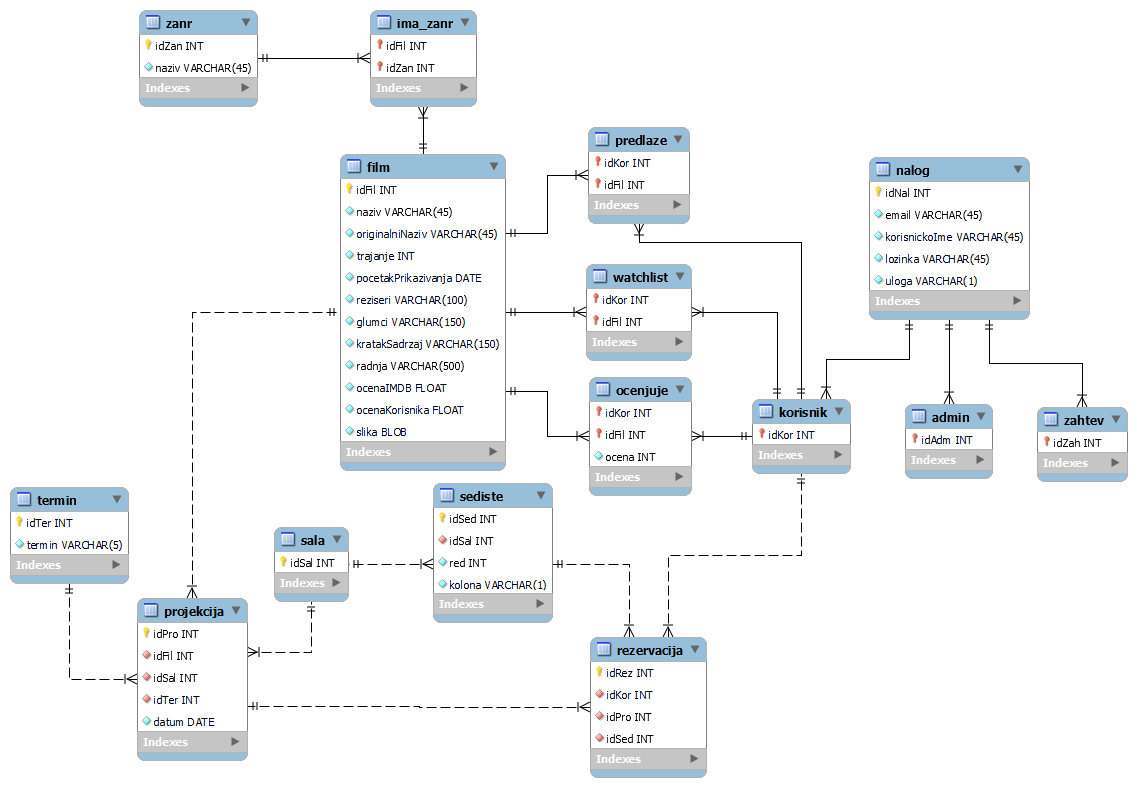 zanr
idZan INT
naziv VARCHAR(45)
Indexes
ima_zanr
idFil INT
idZan INT
Indexes
film
idFil INT
naziv VARCHAR(45)
originalniNaziv VARCHAR(45)
trajanje INT
pocetakPrikazivanja DATE
reziseri VARCHAR(100)
glumci VARCHAR(150)
kratakSadrzaj VARCHAR(150)
radnja VARCHAR(500)
ocenaIMDB FLOAT
ocenaKorisnika FLOAT
slika BLOB
Indexes
predlaze
idKor INT
idFil INT
Indexes
nalog
idNal INT
email VARCHAR(45)
korisnickoIme VARCHAR(45)
lozinka VARCHAR(45)
uloga VARCHAR(1)
Indexes
watchlist
idKor INT
idFil INT
Indexes
ocenjuje
idKor INT
idFil INT
ocena INT
Indexes
korisnik
idKor INT
Indexes
admin
idAdm INT
Indexes
zahtev
idZah INT
Indexes
termin
idTer INT
termin VARCHAR(5)
Indexes
sala
idSal INT
Indexes
sediste
idSed INT
idSal INT
red INT
kolona VARCHAR(1)
Indexes
projekcija
idPro INT
idFil INT
idSal INT
idTer INT
datum DATE
Indexes
rezervacija
idRez INT
idKor INT
idPro INT
idSed INT
Indexes